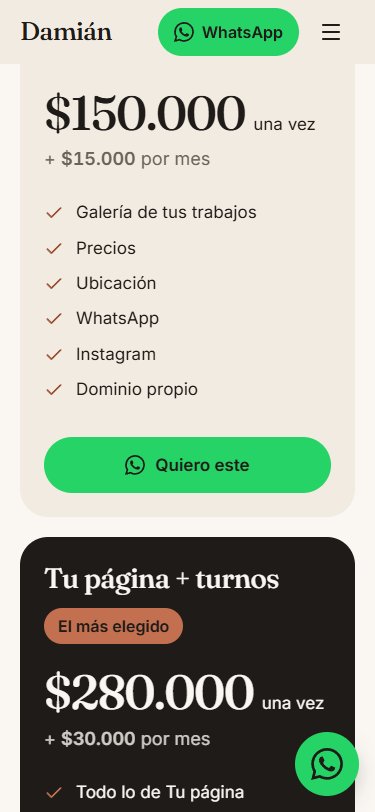 Damián
WhatsApp
$150.000 una vez
+ $15.000 por mes
Galería de tus trabajos
Precios
Ubicación
WhatsApp
Instagram
Dominio propio
Quiero este
Tu página + turnos
El más elegido
$280.000 una vez
+ $30.000 por mes
Todo lo de Tu página